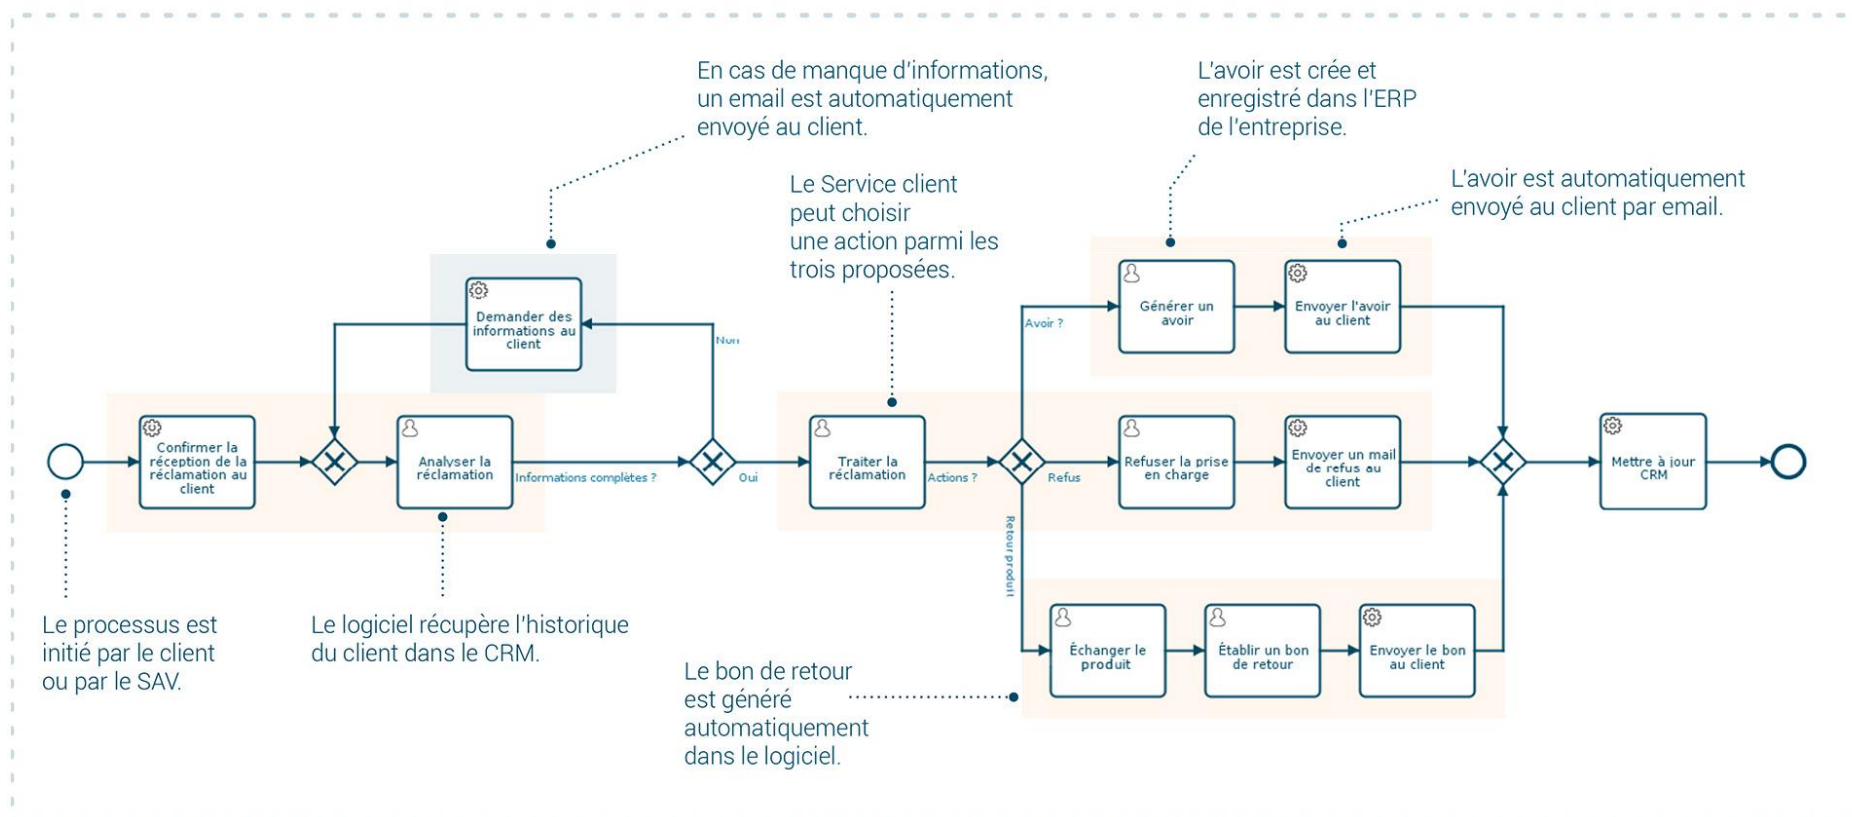 En cas de manque d'informations,
un email est automatiquement
envoyé au client.
L'avoir est crée et
enregistré dans l'ERP
de l'entreprise.
Le Service client
peut choisir
une action parmi les
trois proposées.
L'avoir est automatiquement
envoyé au client par email.
Demander des
informations au
client
Non
Avoir ?
Générer un
avoir
Envoyer l'avoir
au client
Confirmer la
réception de la
réclamation au
client
Analyser la
réclamation
Informations complètes ?
Oui
Traiter la
réclamation
Actions ?
Refus
Refuser la prise
en charge
Envoyer un mail
de refus au
client
Mettre à jour
CRM
Retour produit
Échanger le
produit
Établir un bon
de retour
Envoyer le bon
au client
Le processus est
initié par le client
ou par le SAV.
Le logiciel récupère l'historique
du client dans le CRM.
Le bon de retour
est généré
automatiquement
dans le logiciel.